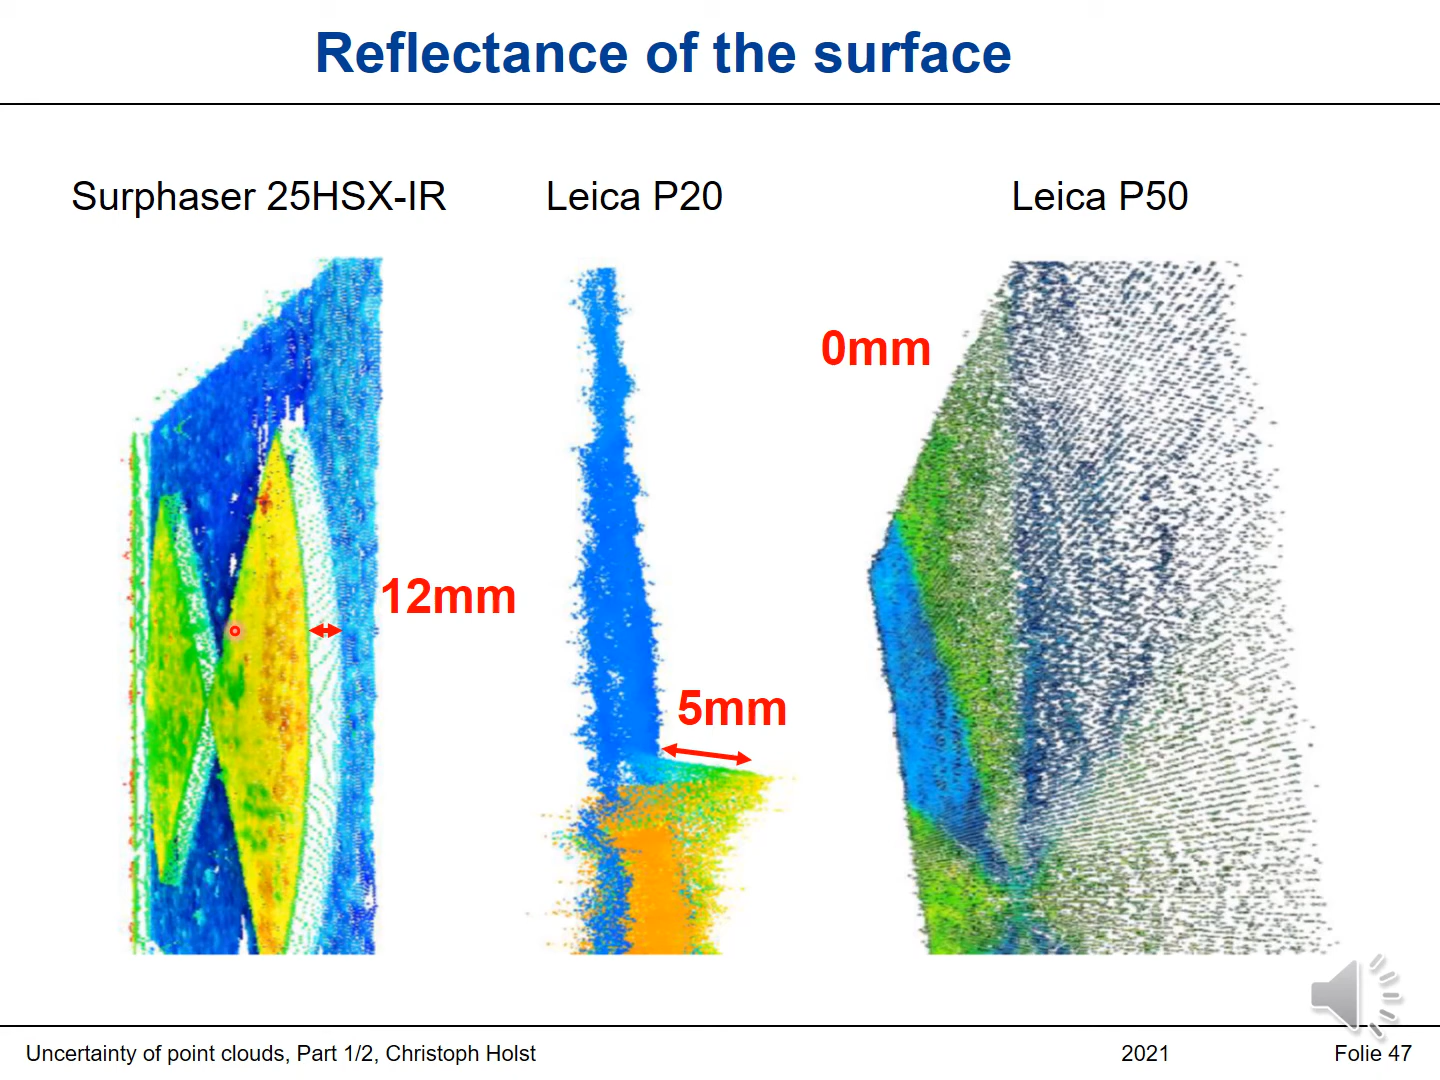 Reflectance of the surface
Surphaser 25HSX-IR
Leica P20
Leica P50
0mm
12mm
5mm
Uncertainty of point clouds, Part 1/2, Christoph Holst
2021
Folie 47